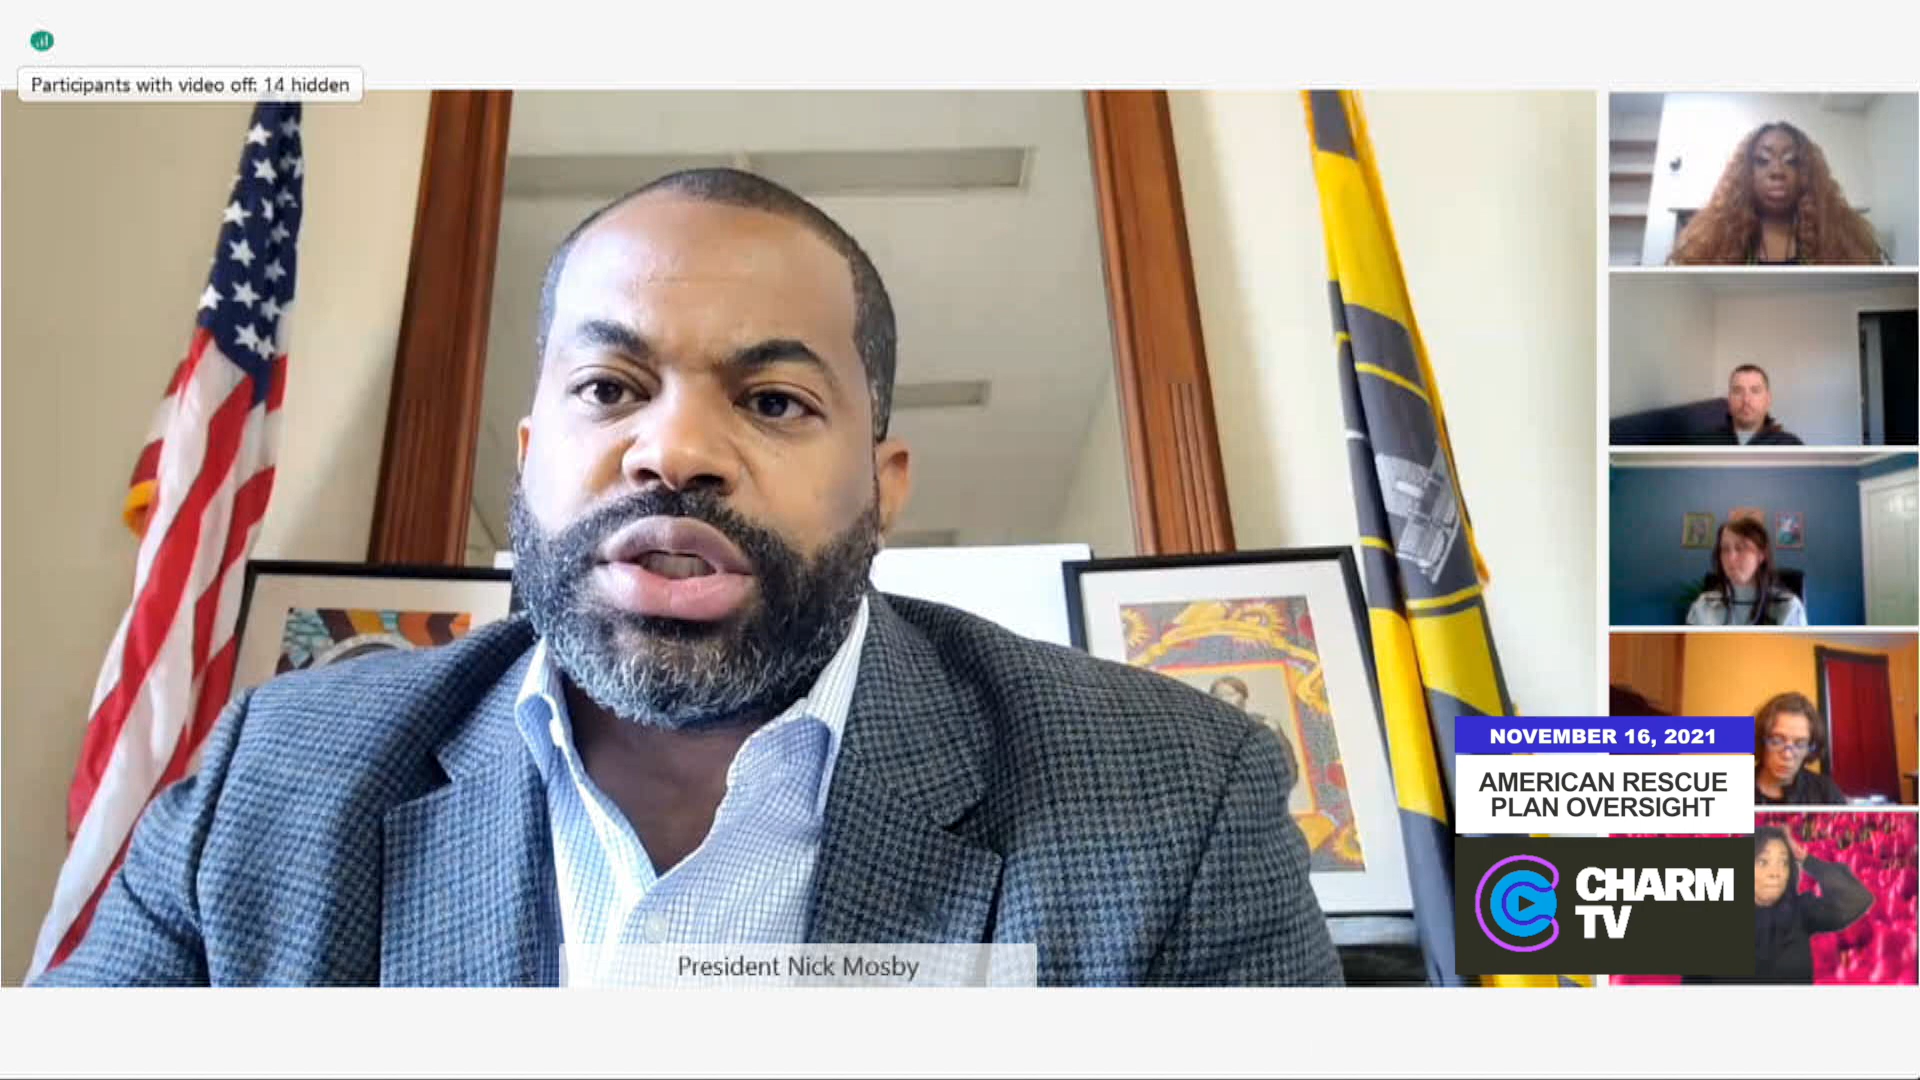 Participants with video off: 14 hidden
NOVEMBER 16, 2021
AMERICAN RESCUE
PLAN OVERSIGHT
CHARM
TV
President Nick Mosby